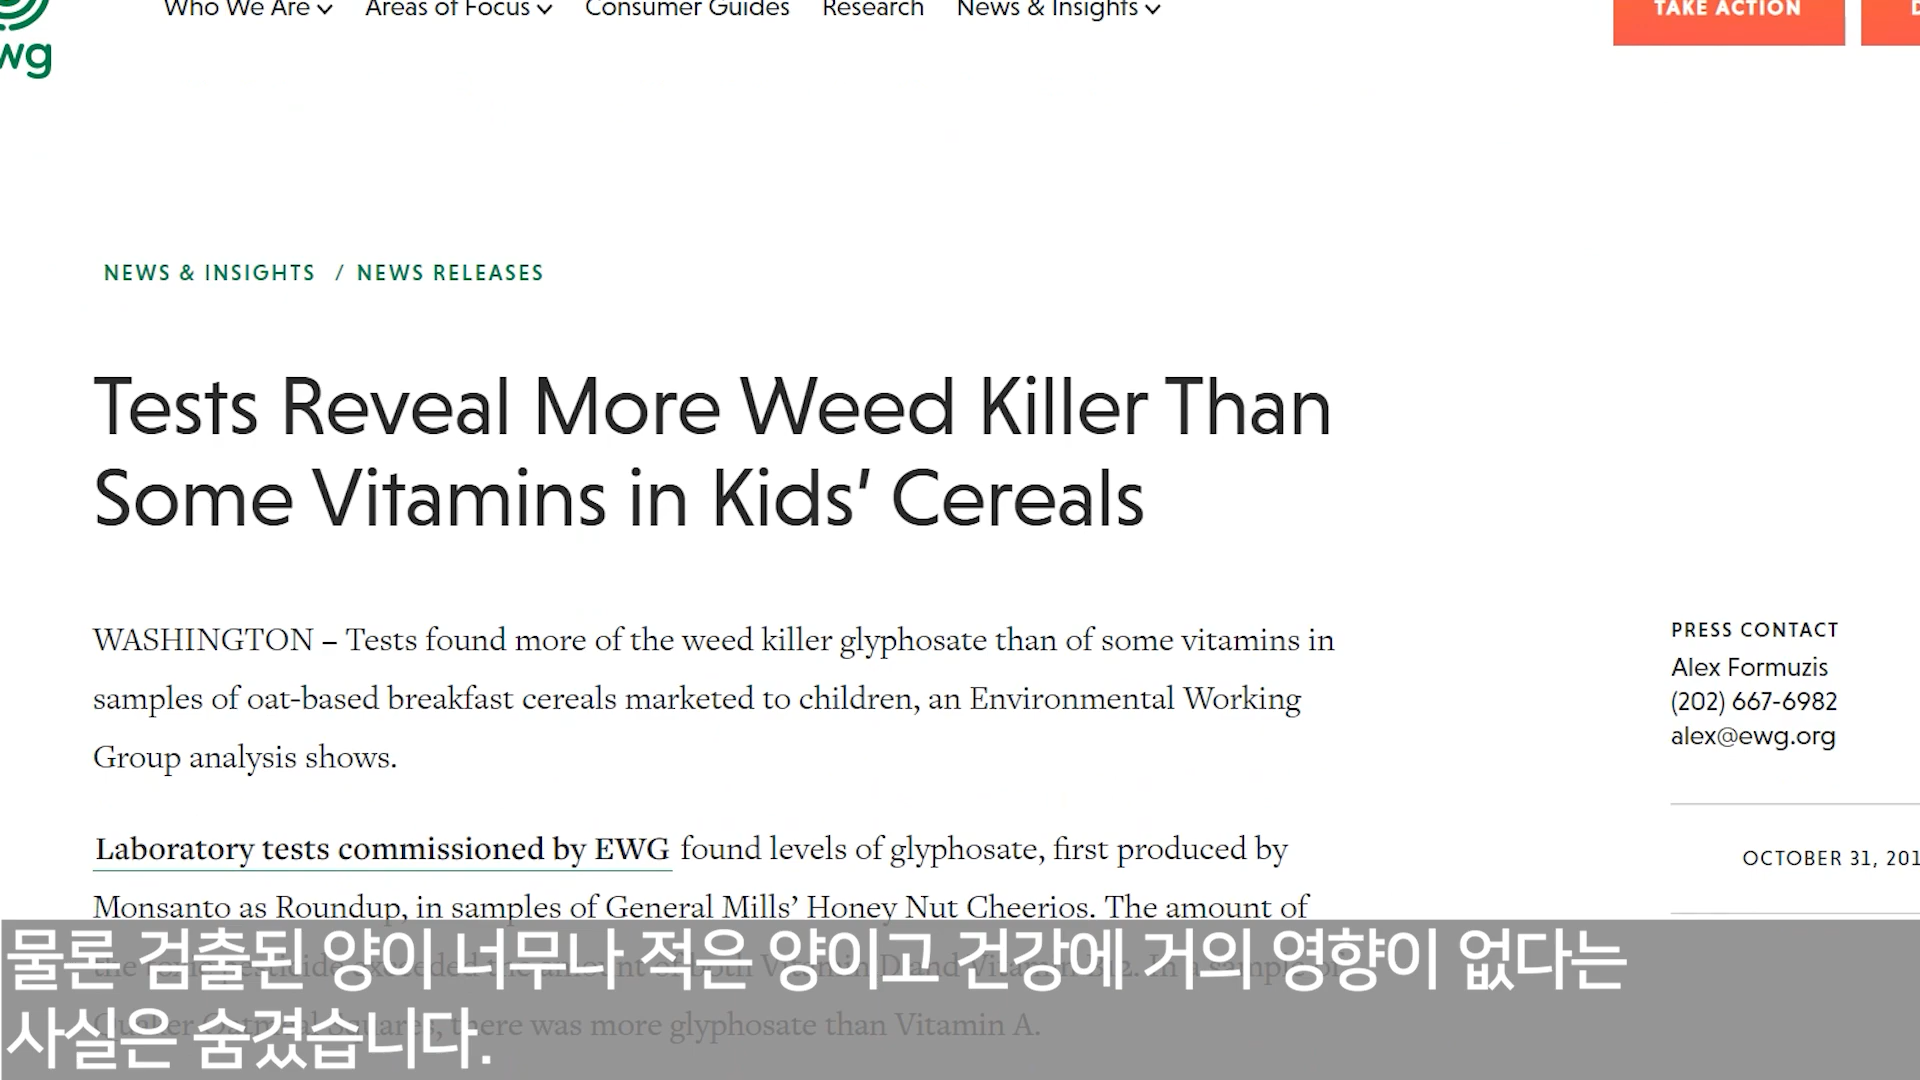 Who We Are
Areas of Focus
Consumer Guides
Research
News & Insights
TAKE ACTION
wg
NEWS & INSIGHTS / NEWS RELEASES
Tests Reveal More Weed Killer Than
Some Vitamins in Kids' Cereals
WASHINGTON – Tests found more of the weed killer glyphosate than of some vitamins in
samples of oat-based breakfast cereals marketed to children, an Environmental Working
Group analysis shows.
Laboratory tests commissioned by EWG found levels of glyphosate, first produced by
Monsanto as Roundup, in samples of General Mills' Honey Nut Cheerios. The amount of
there was more glyphosate than Vitamin A.
PRESS CONTACT
Alex Formuzis
(202) 667-6982
alex@ewg.org
OCTOBER 31, 201
물론 검출된 양이 너무나 적은 양이고 건강에 거의 영향이 없다는
사실은 숨겼습니다.